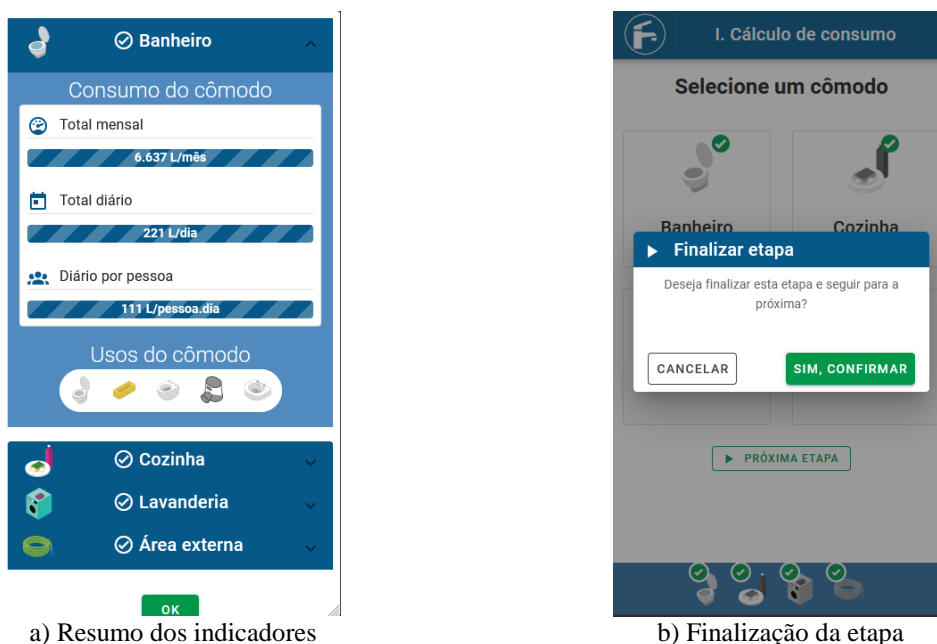 Banheiro
Consumo do cômodo
Total mensal
6.637 L/mês
Total diário
221 L/dia
Diário por pessoa
111 L/pessoa.dia
Usos do cômodo
Cozinha
Lavanderia
Área externa
OK
a) Resumo dos indicadores
I. Cálculo de consumo
Selecione um cômodo
Banheiro
Cozinha
Finalizar etapa
Deseja finalizar esta etapa e seguir para a
próxima?
CANCELAR
SIM, CONFIRMAR
PRÓXIMA ETAPA
b) Finalização da etapa